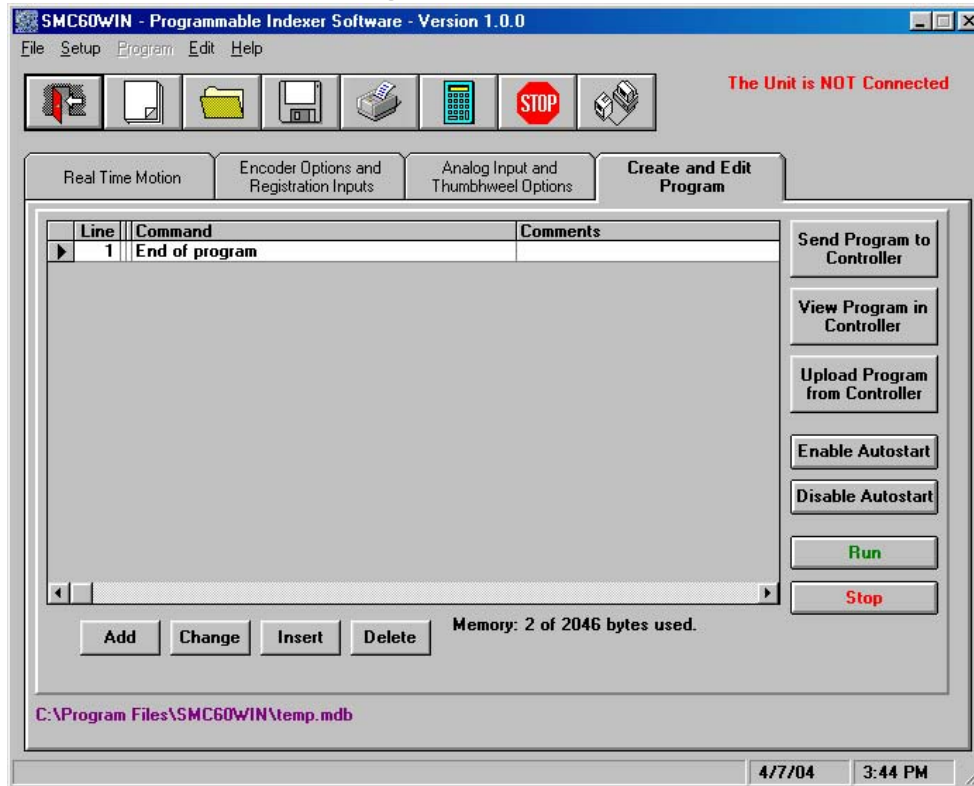 SMC60WIN - Programmable Indexer Software - Version 1.0.0
File Setup Program Edit Help
STOP
The Unit is NOT Connected
Real Time Motion
Encoder Options and
Registration Inputs
Analog Input and
Thumbhweel Options
Create and Edit
Program
Line Command Comments
1 End of program
Send Program to
Controller
View Program in
Controller
Upload Program
from Controller
Enable Autostart
Disable Autostart
Run
Stop
Add Change Insert Delete
Memory: 2 of 2046 bytes used.
C:\Program Files\SMC60WIN\temp.mdb
4/7/04 3:44 PM